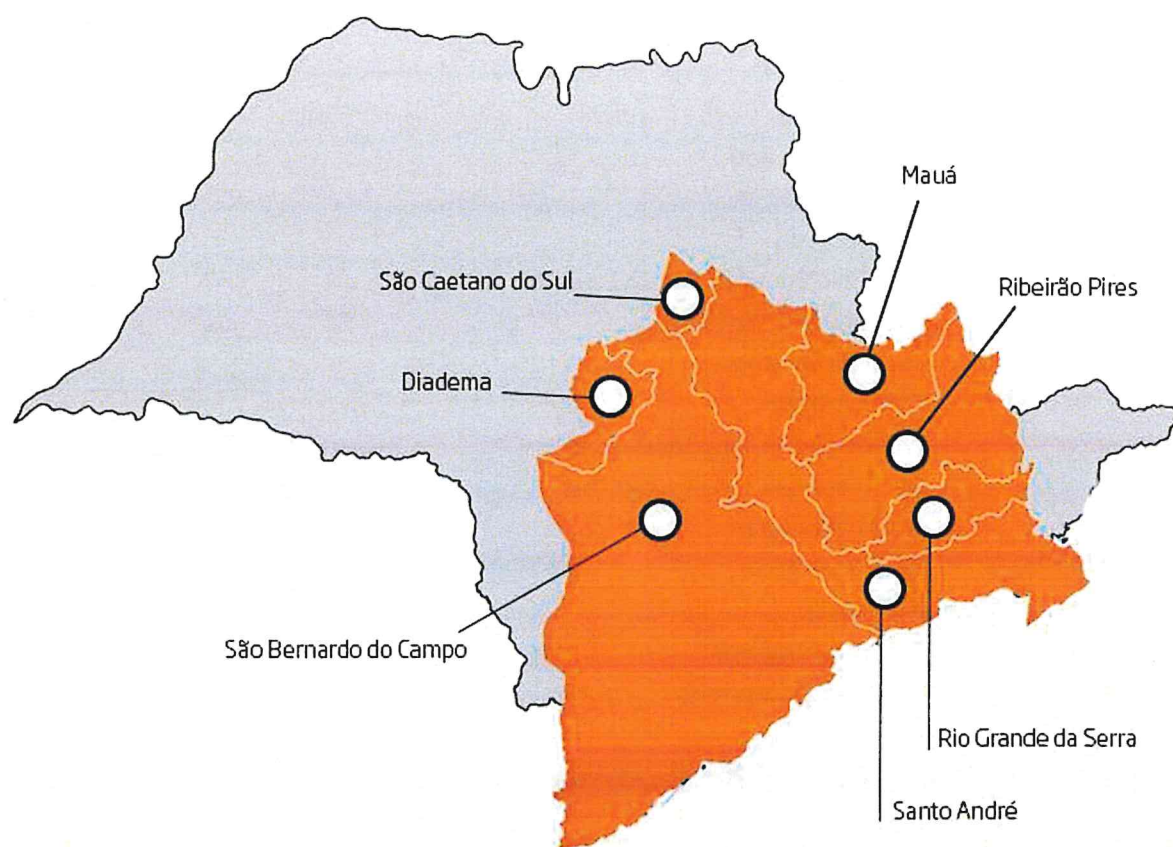 Mauá
São Caetano do Sul
Ribeirão Pires
Diadema
São Bernardo do Campo
Rio Grande da Serra
Santo André